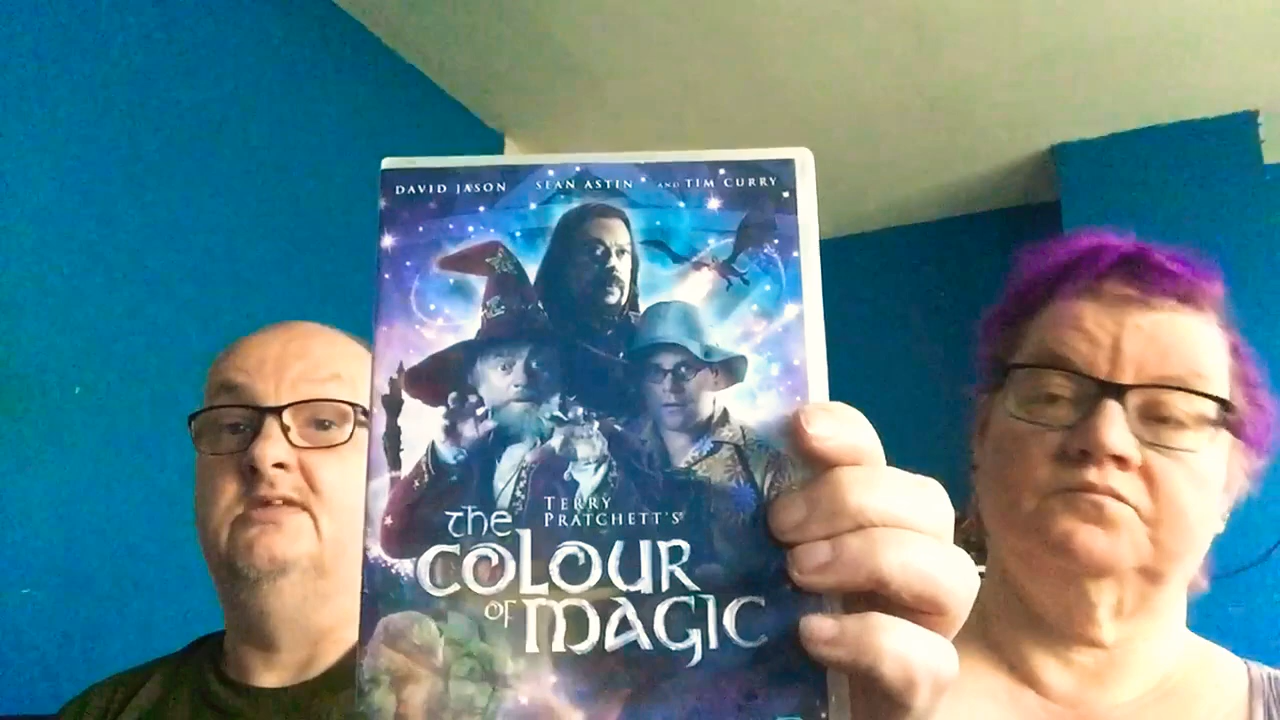 DAVID JASON SEAN ASTIN AND TIM CURRY
TERRY
PRATCHETT'S
The
COLOUR
OF MAGIC